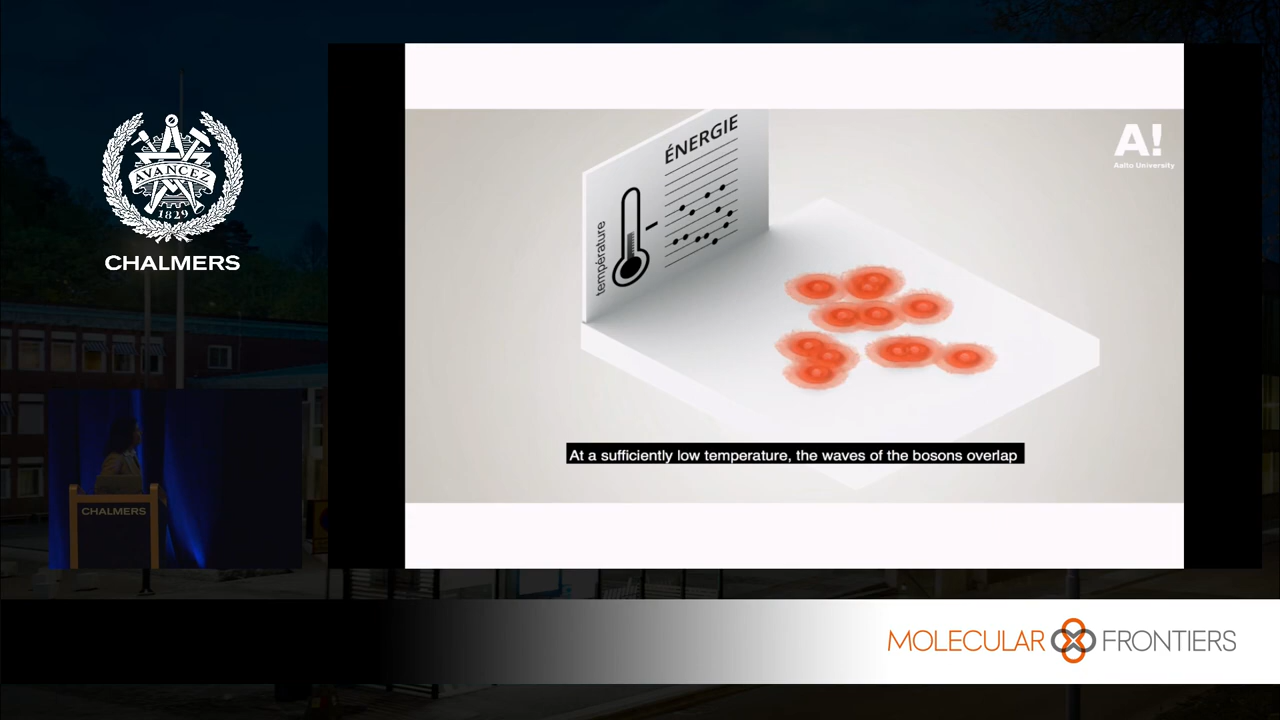 AVANCEZ
1829
CHALMERS
CHALMERS
ÉNERGIE
température
A!
Aalto University
At a sufficiently low temperature, the waves of the bosons overlap
MOLECULAR FRONTIERS